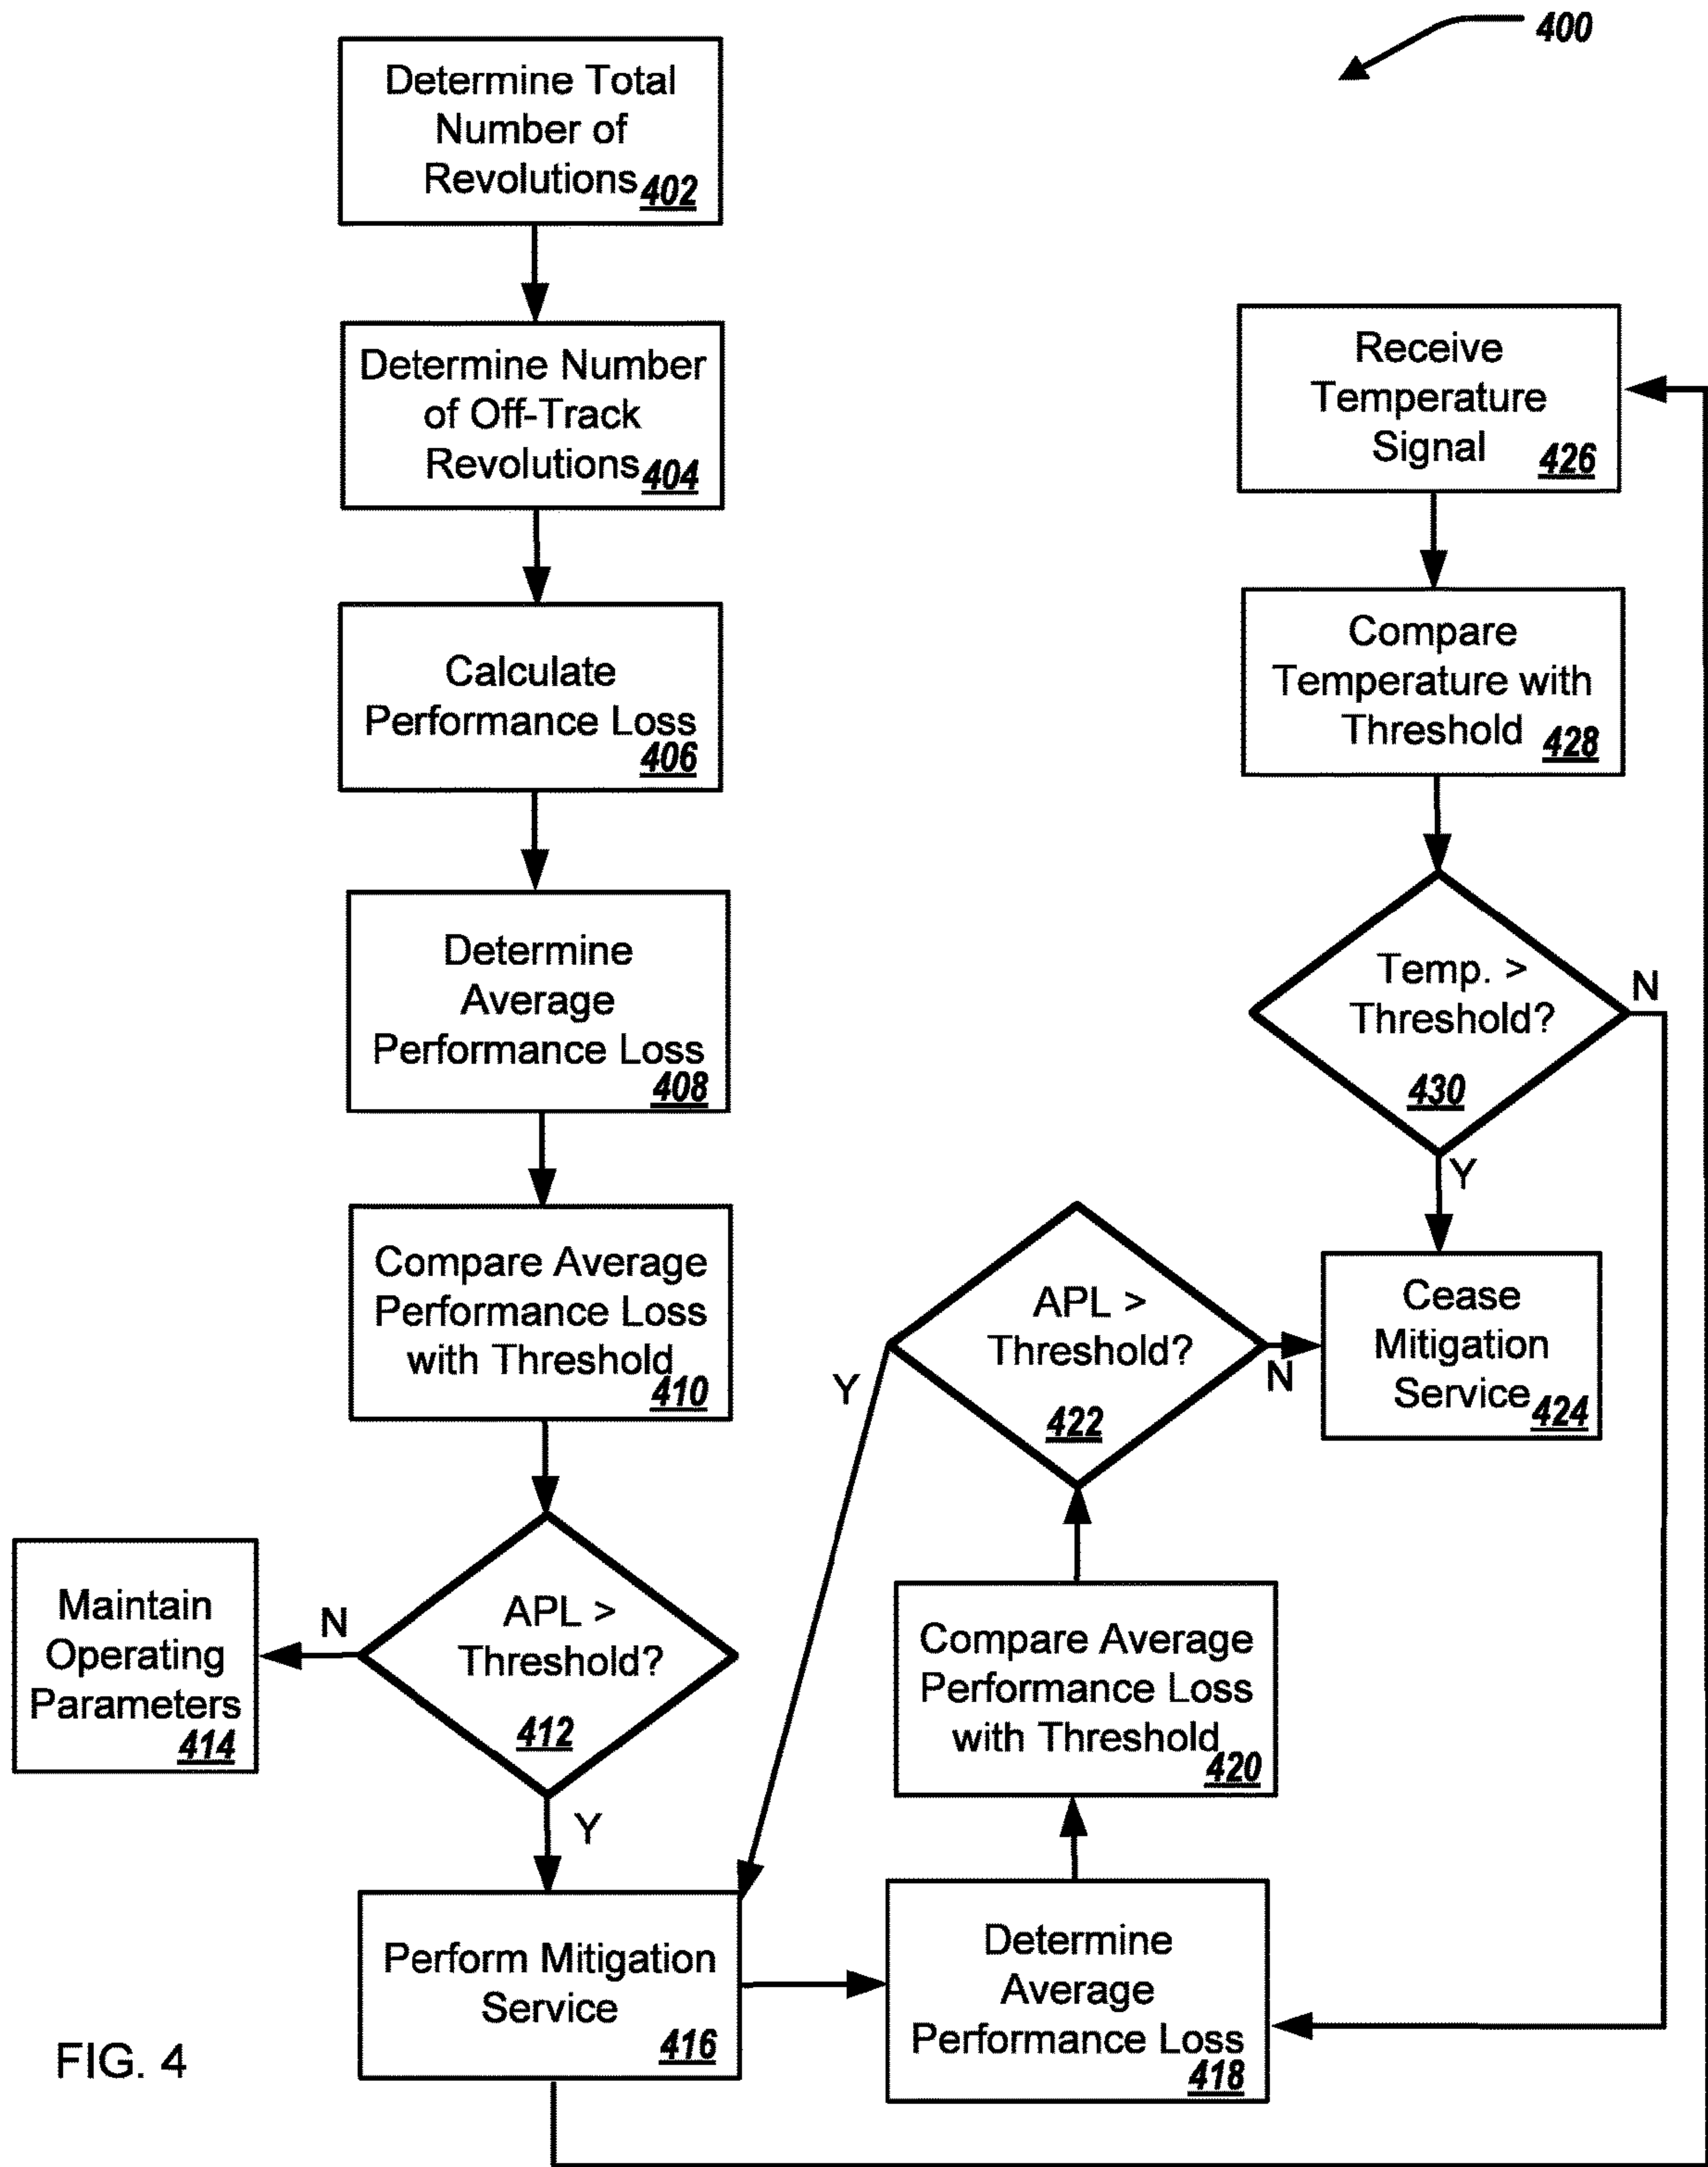 400
Determine Total
Number of
Revolutions 402
Determine Number
of Off-Track
Revolutions 404
Calculate
Performance Loss
406
Determine
Average
Performance Loss
408
Compare Average
Performance Loss
with Threshold
410
APL >
Threshold?
412
N
Y
Maintain
Operating
Parameters
414
Perform Mitigation
Service
416
Determine
Average
Performance Loss
418
Compare Average
Performance Loss
with Threshold
420
APL >
Threshold?
422
Y
N
Cease
Mitigation
Service 424
Receive
Temperature
Signal 426
Compare
Temperature with
Threshold 428
Temp. >
Threshold?
430
N
Y
FIG. 4